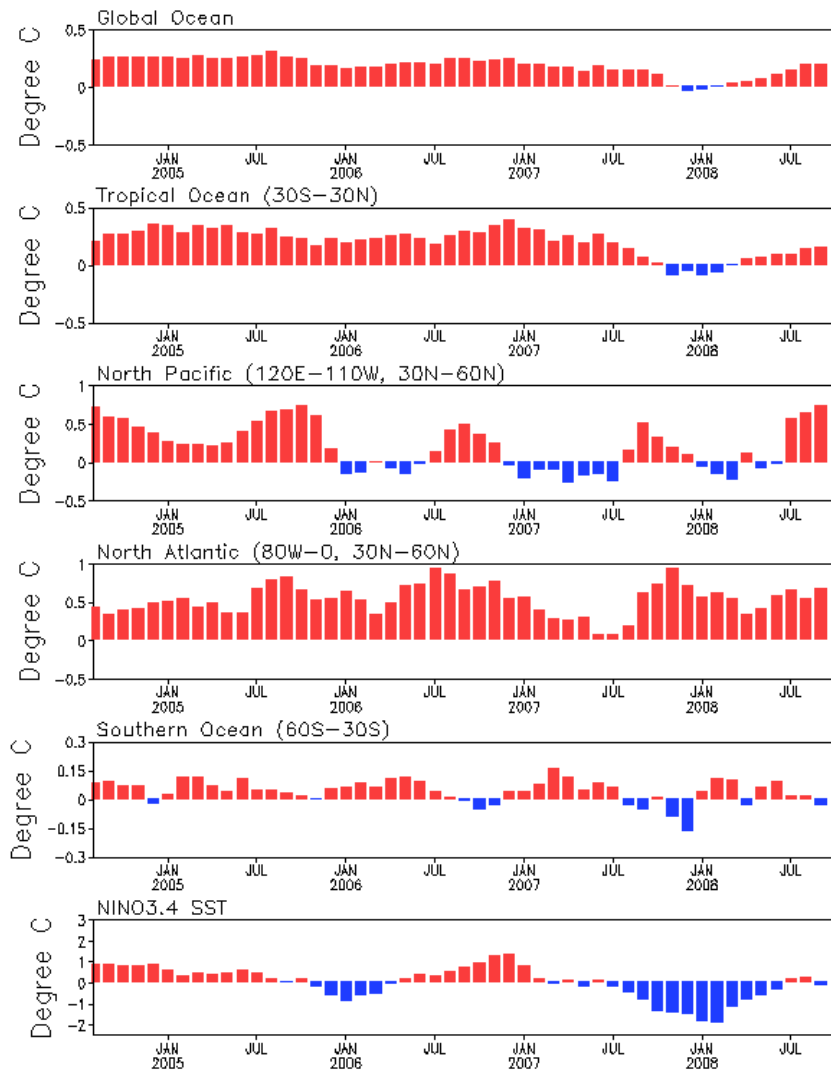 Global Ocean
Degree C
0.5
0
-0.5
JAN JUL JAN JUL JAN JUL JAN JUL
2005 2006 2007 2008
Tropical Ocean (30S-30N)
Degree C
0.5
0
-0.5
JAN JUL JAN JUL JAN JUL JAN JUL
2005 2006 2007 2008
North Pacific (120E-110W, 30N-60N)
Degree C
1
0.5
0
-0.5
JAN JUL JAN JUL JAN JUL JAN JUL
2005 2006 2007 2008
North Atlantic (80W-0, 30N-60N)
Degree C
1
0.5
0
-0.5
JAN JUL JAN JUL JAN JUL JAN JUL
2005 2006 2007 2008
Southern Ocean (60S-30S)
Degree C
0.3
0.15
0
-0.15
-0.3
JAN JUL JAN JUL JAN JUL JAN JUL
2005 2006 2007 2008
NINO3.4 SST
Degree C
3
2
1
0
-1
-2
JAN JUL JAN JUL JAN JUL JAN JUL
2005 2006 2007 2008